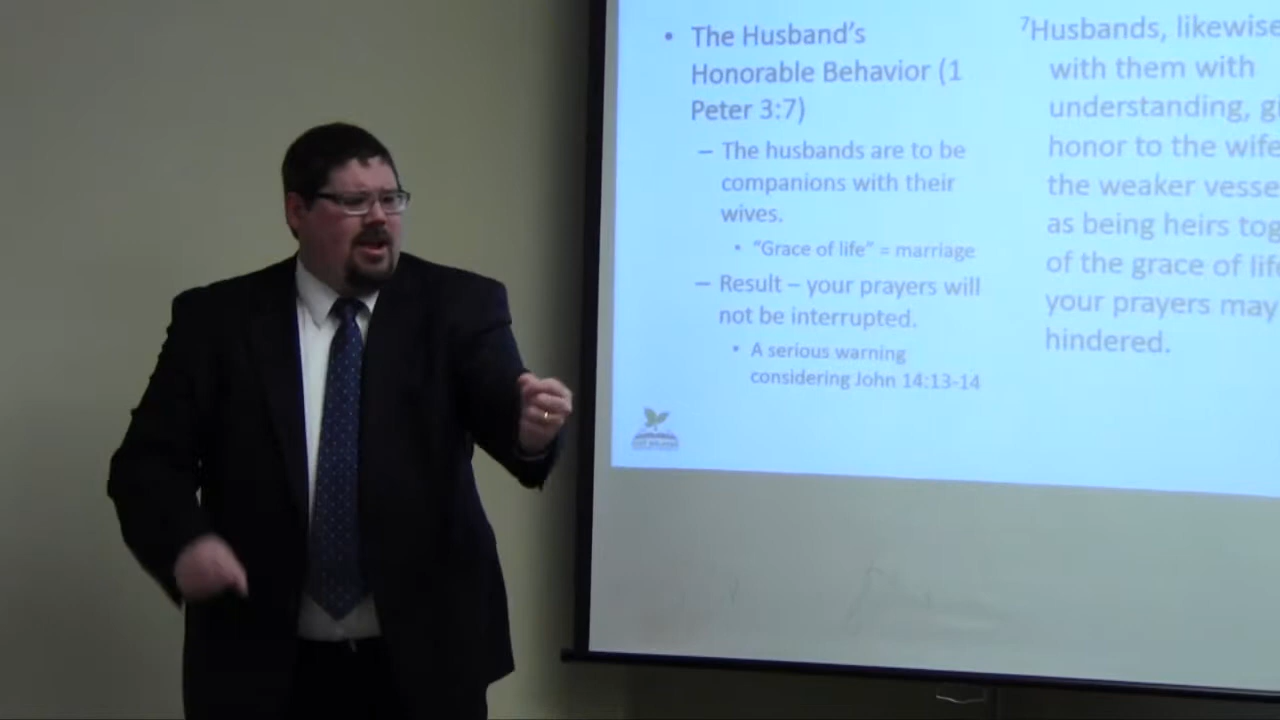 • The Husband's
Honorable Behavior (1
Peter 3:7)
– The husbands are to be
companions with their
wives.
• "Grace of life" = marriage
– Result – your prayers will
not be interrupted.
• A serious warning
considering John 14:13-14
7Husbands, likewise
with them with
understanding,
honor to the wife
the weaker
as being heirs
of the grace of
your prayers may
hindered.